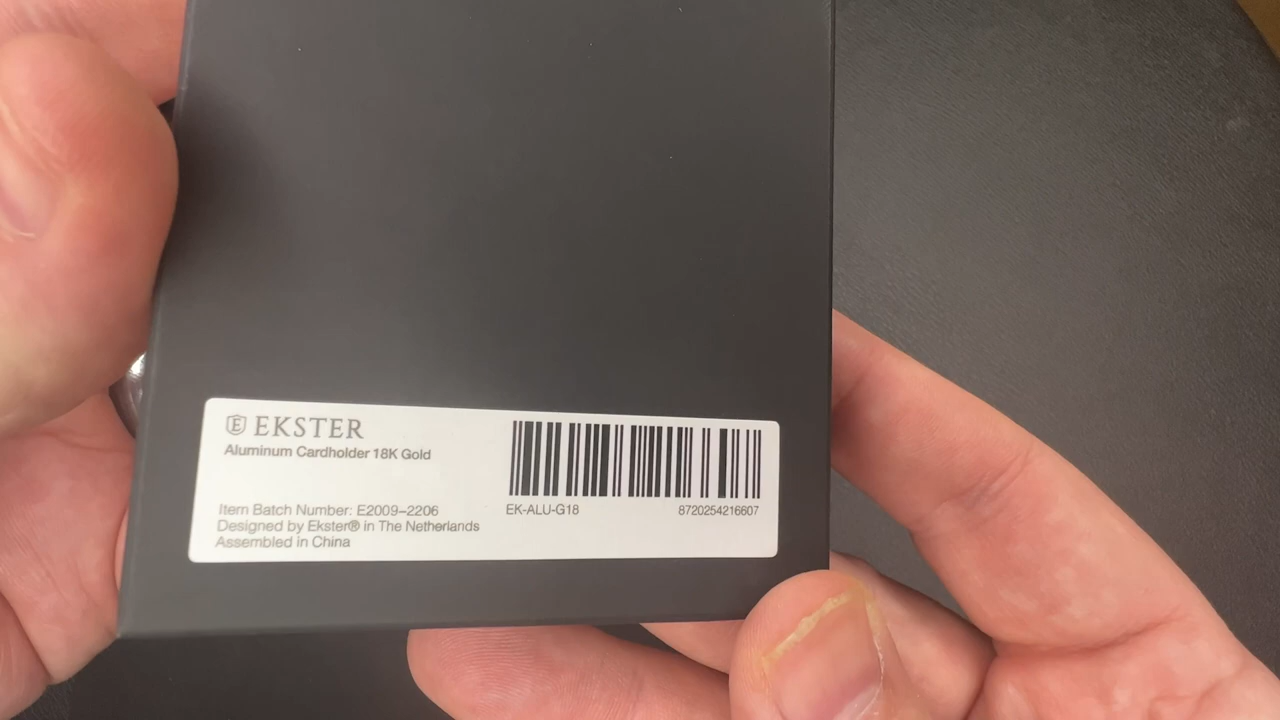 E EKSTER
Aluminum Cardholder 18K Gold
Item Batch Number: E2009-2206
Designed by Ekster® in The Netherlands
Assembled in China
EK-ALU-G18 8720254216607